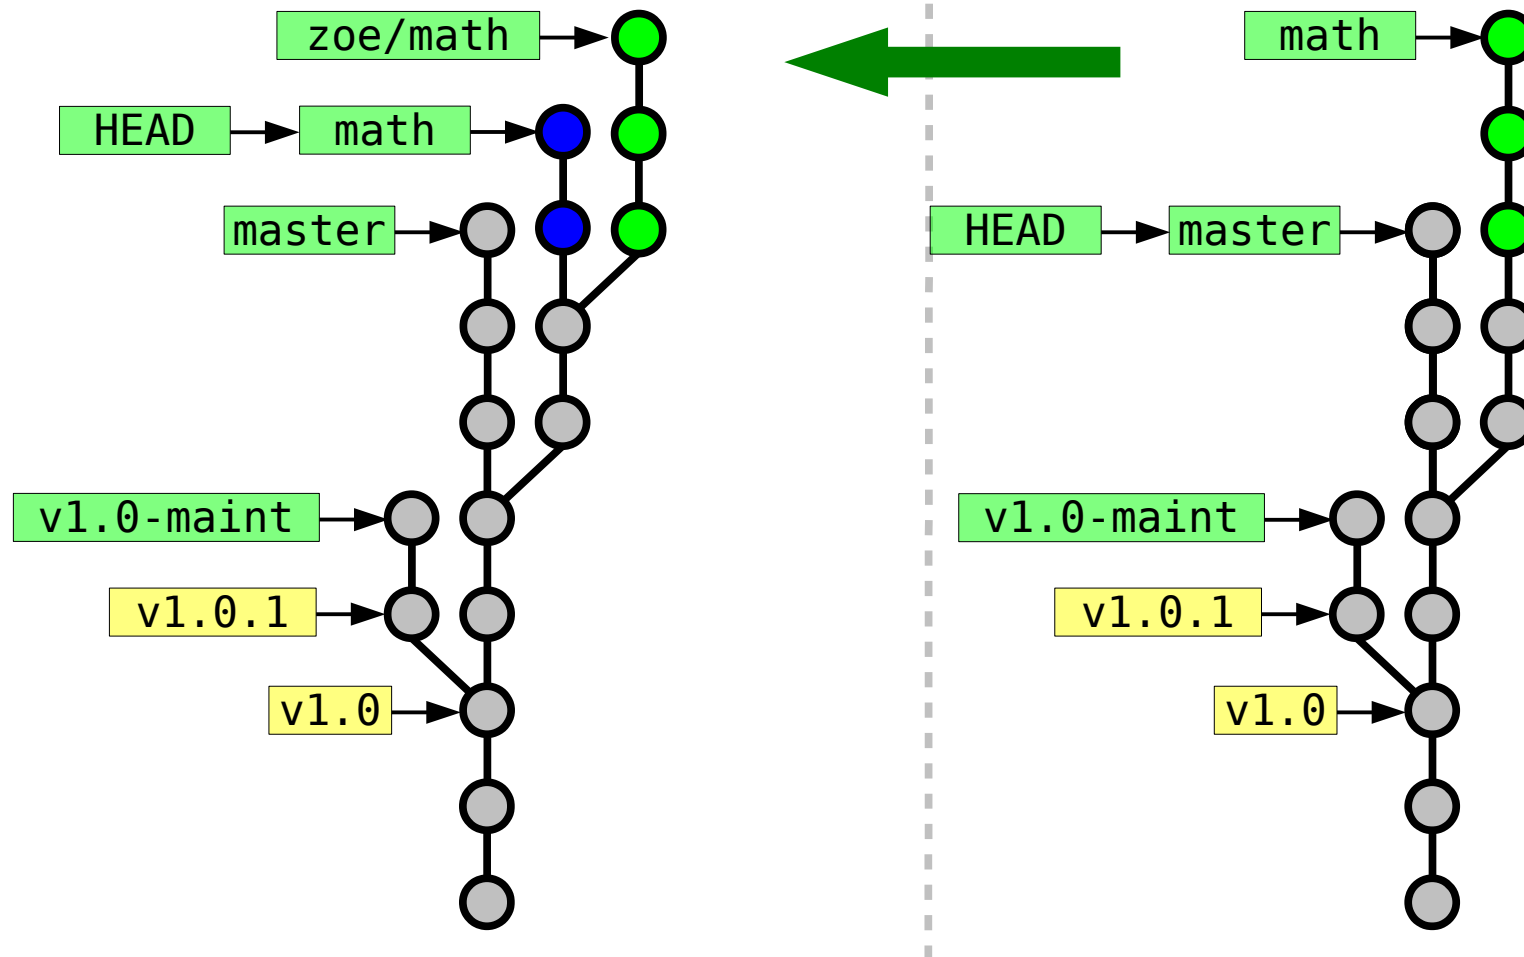 zoe/math
HEAD
math
master
v1.0-maint
v1.0.1
v1.0
math
HEAD
master
v1.0-maint
v1.0.1
v1.0